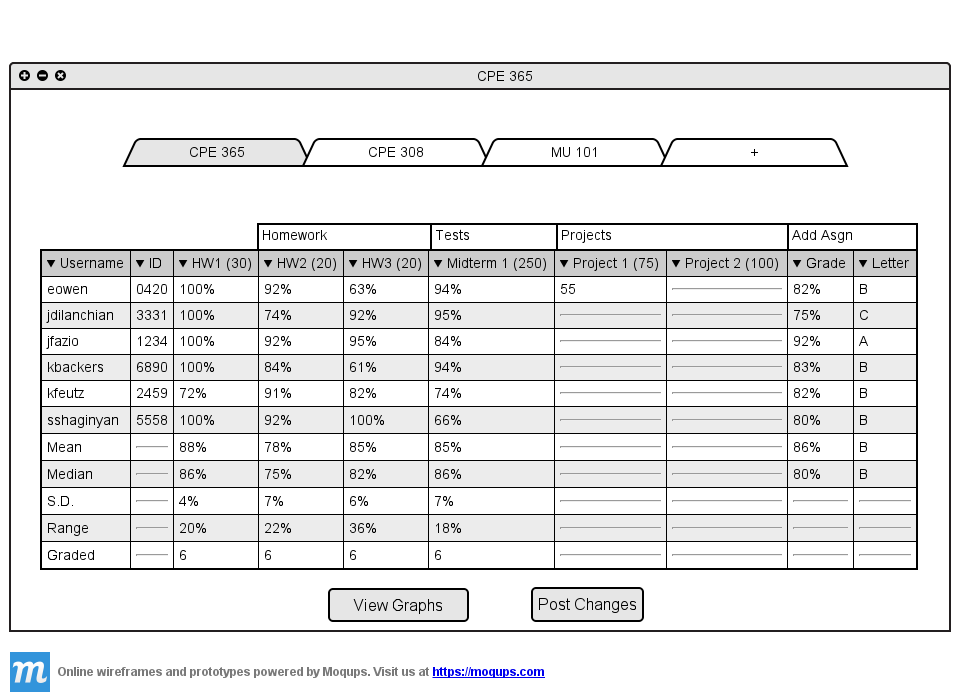 CPE 365
CPE 365 CPE 308 MU 101 +
Homework Tests Projects Add Asgn
▼ Username ▼ ID ▼ HW1 (30) ▼ HW2 (20) ▼ HW3 (20) ▼ Midterm 1 (250) ▼ Project 1 (75) ▼ Project 2 (100) ▼ Grade ▼ Letter
eowen 0420 100% 92% 63% 94% 55 82% B
jdilanchian 3331 100% 74% 92% 95% 75% C
jfazio 1234 100% 92% 95% 84% 92% A
kbackers 6890 100% 84% 61% 94% 83% B
kfeutz 2459 72% 91% 82% 74% 82% B
sshaginyan 5558 100% 92% 100% 66% 80% B
Mean 88% 78% 85% 85% 86% B
Median 86% 75% 82% 86% 80% B
S.D. 4% 7% 6% 7%
Range 20% 22% 36% 18%
Graded 6 6 6 6
View Graphs Post Changes
m Online wireframes and prototypes powered by Moqups. Visit us at https://moqups.com